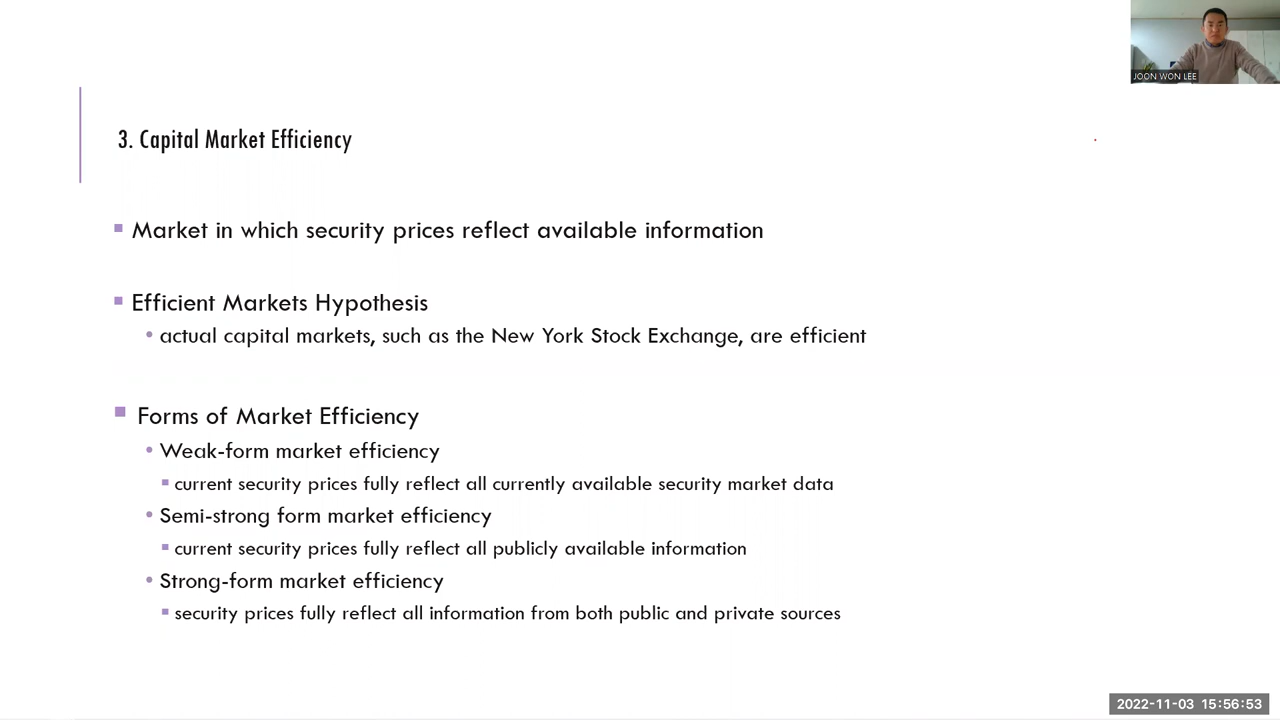 JOON WON LEE
3. Capital Market Efficiency
Market in which security prices reflect available information
Efficient Markets Hypothesis
actual capital markets, such as the New York Stock Exchange, are efficient
Forms of Market Efficiency
Weak-form market efficiency
current security prices fully reflect all currently available security market data
Semi-strong form market efficiency
current security prices fully reflect all publicly available information
Strong-form market efficiency
security prices fully reflect all information from both public and private sources
2022-11-03 15:56:53